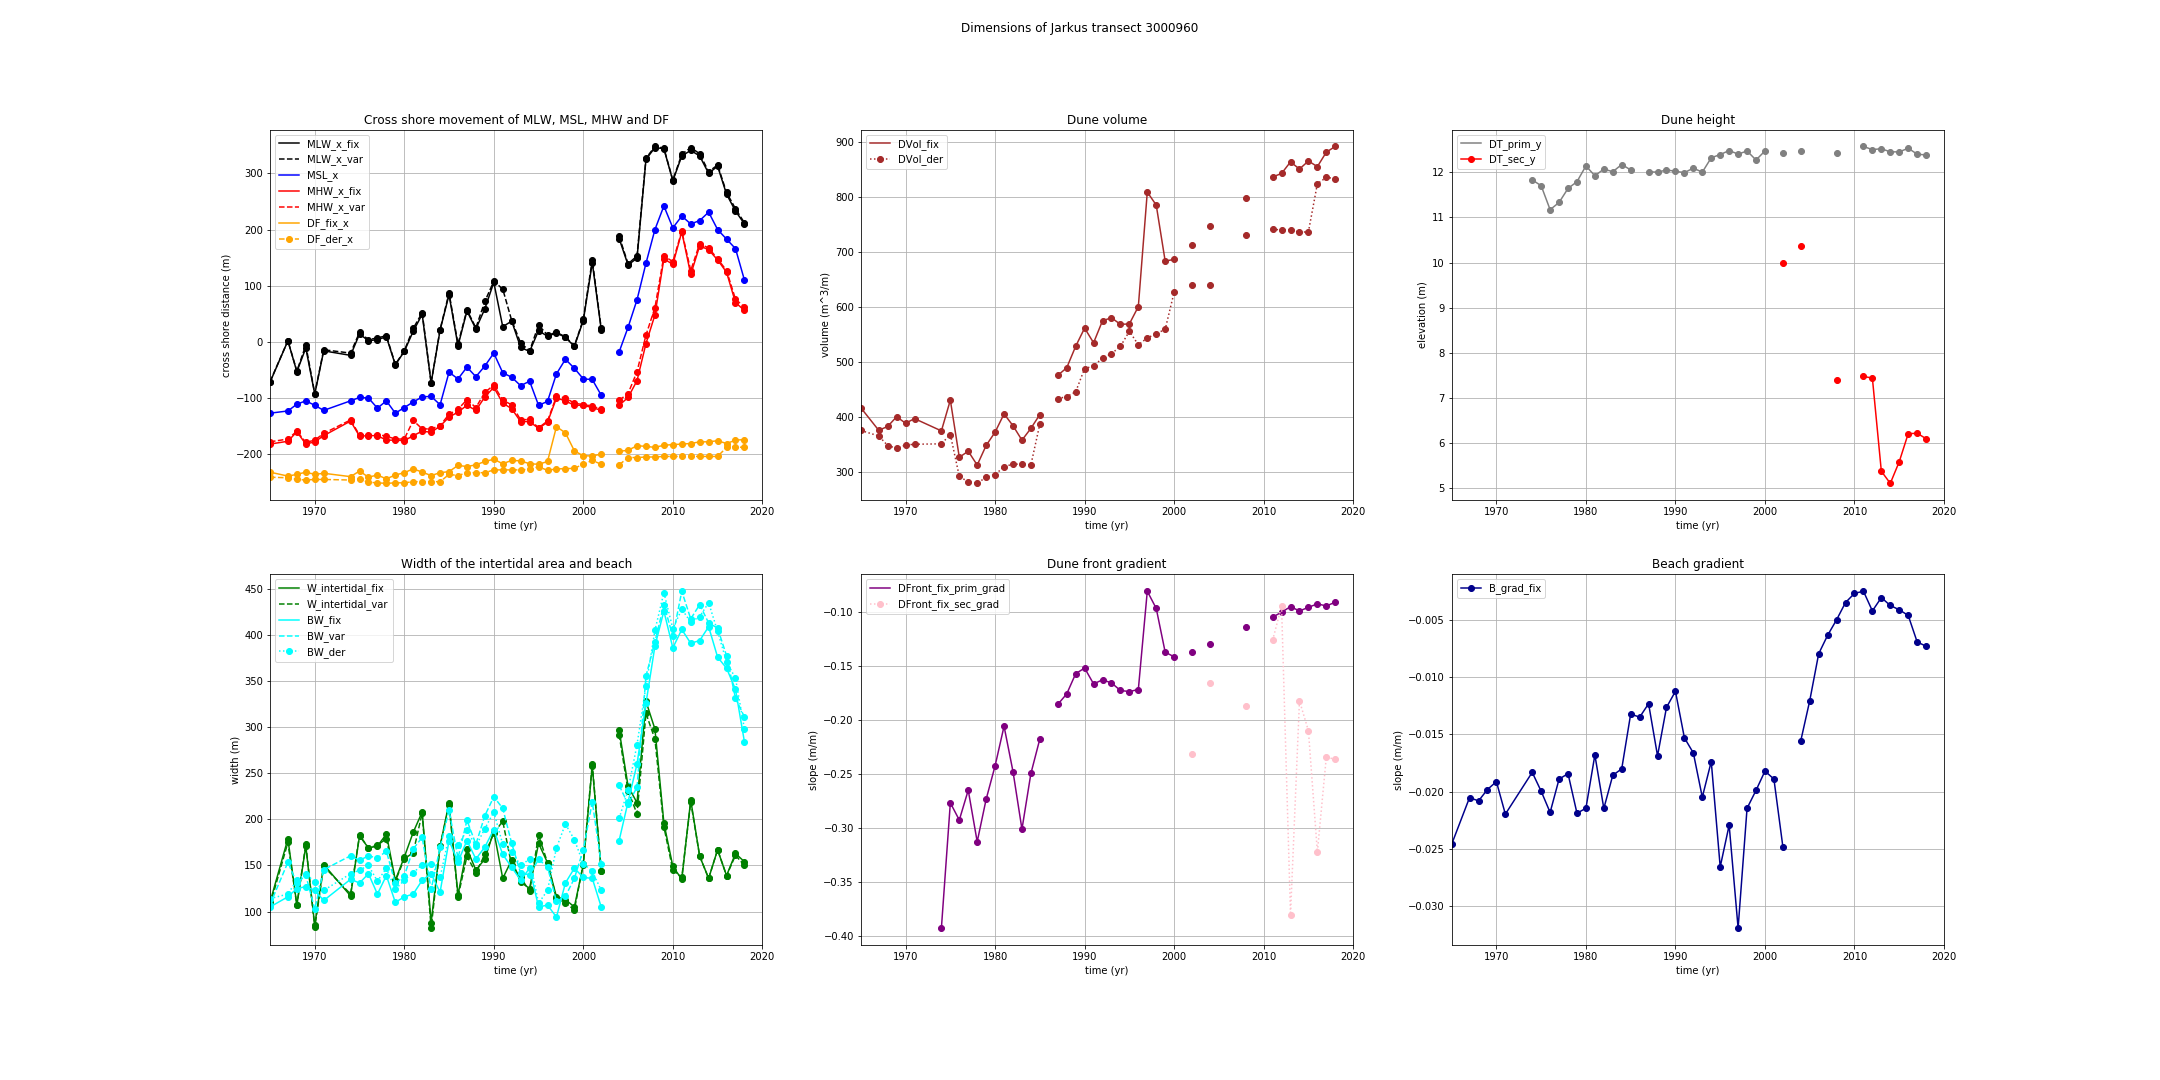 Dimensions of Jarkus transect 3000960
Cross shore movement of MLW, MSL, MHW and DF
MLW_x_fix
MLW_x_var
MSL_x
MHW_x_fix
MHW_x_var
DF_fix_x
DF_der_x
cross shore distance (m)
300
200
100
0
−100
−200
1970
1980
1990
2000
2010
2020
time (yr)
Dune volume
DVol_fix
DVol_der
volume (m^3/m)
900
800
700
600
500
400
300
1970
1980
1990
2000
2010
2020
time (yr)
Dune height
DT_prim_y
DT_sec_y
elevation (m)
12
11
10
9
8
7
6
5
1970
1980
1990
2000
2010
2020
time (yr)
Width of the intertidal area and beach
W_intertidal_fix
W_intertidal_var
BW_fix
BW_var
BW_der
width (m)
450
400
350
300
250
200
150
100
1970
1980
1990
2000
2010
2020
time (yr)
Dune front gradient
DFront_fix_prim_grad
DFront_fix_sec_grad
slope (m/m)
−0.10
−0.15
−0.20
−0.25
−0.30
−0.35
−0.40
1970
1980
1990
2000
2010
2020
time (yr)
Beach gradient
B_grad_fix
slope (m/m)
−0.005
−0.010
−0.015
−0.020
−0.025
−0.030
1970
1980
1990
2000
2010
2020
time (yr)